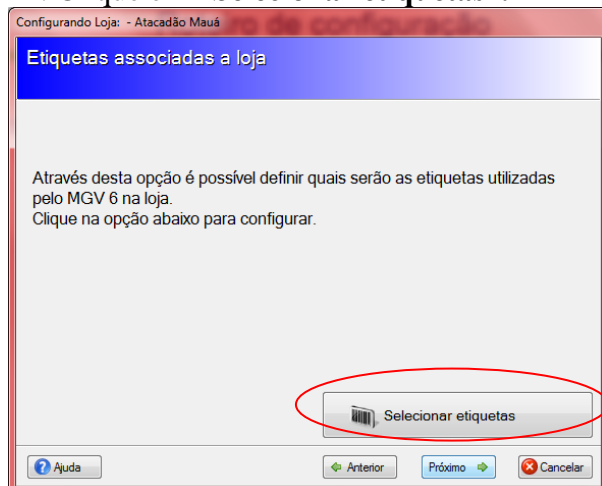 Configurando Loja: - Atacadão Mauá
Etiquetas associadas a loja
Através desta opção é possível definir quais serão as etiquetas utilizadas
pelo MGV 6 na loja.
Clique na opção abaixo para configurar.
Selecionar etiquetas
Ajuda
Anterior
Próximo
Cancelar